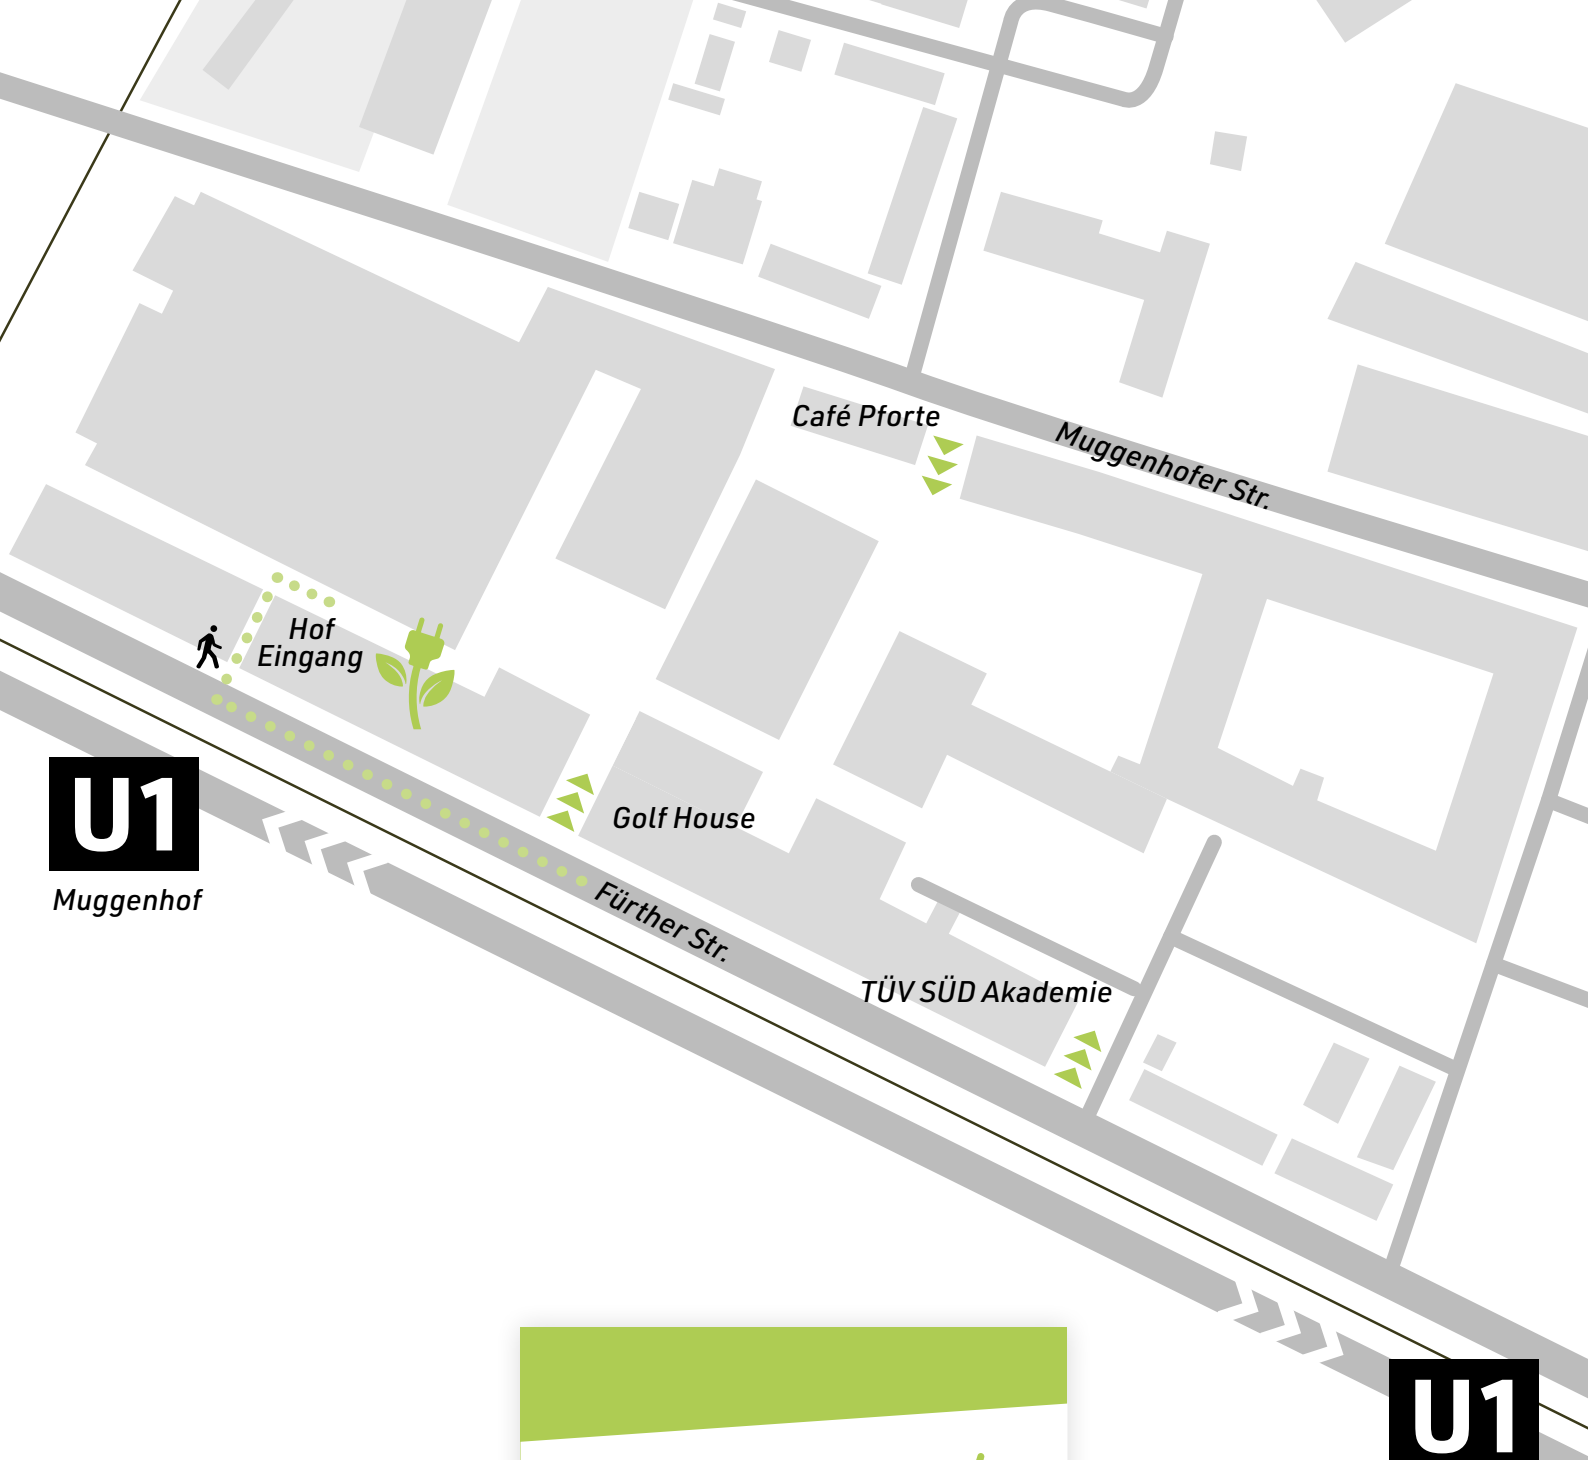 Café Pforte
Muggenhofer Str.
Hof
Eingang
U1
Muggenhof
Golf House
Fürther Str.
TÜV SÜD Akademie
U1